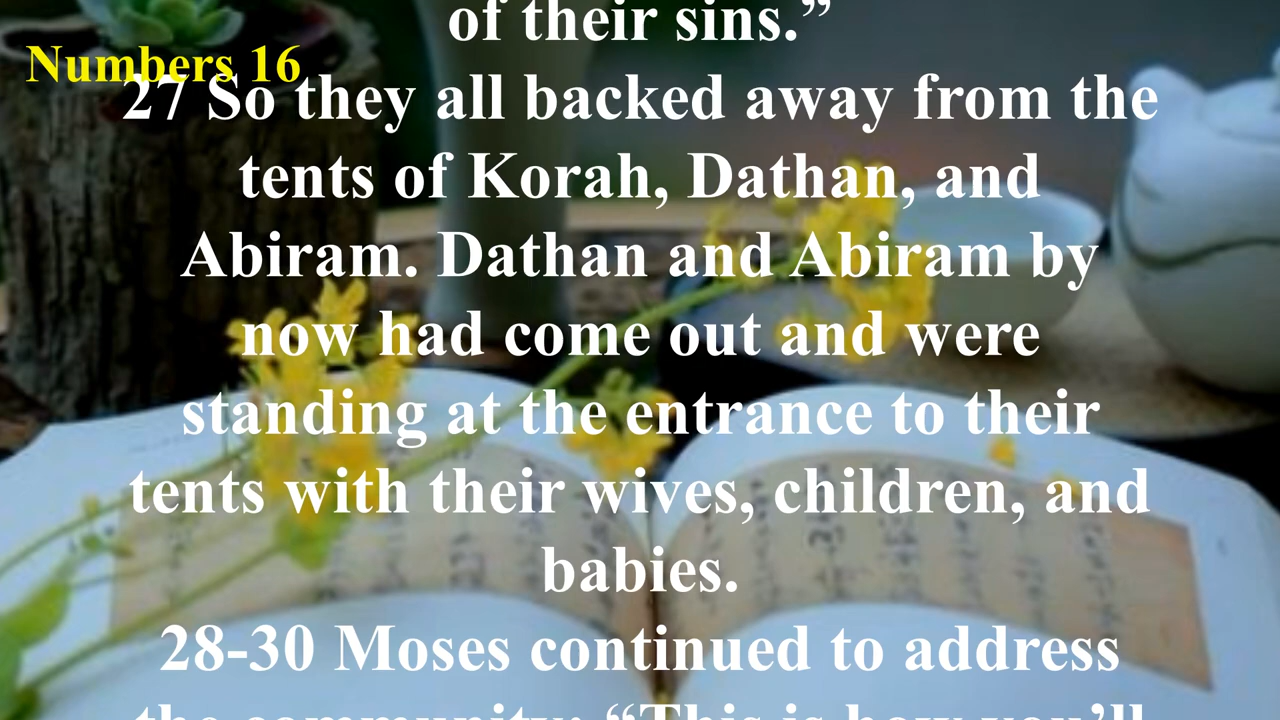 of their sins.”
Numbers 16
27 So they all backed away from the
tents of Korah, Dathan, and
Abiram. Dathan and Abiram by
now had come out and were
standing at the entrance to their
tents with their wives, children, and
babies.
28-30 Moses continued to address
the community: “This is how you’ll